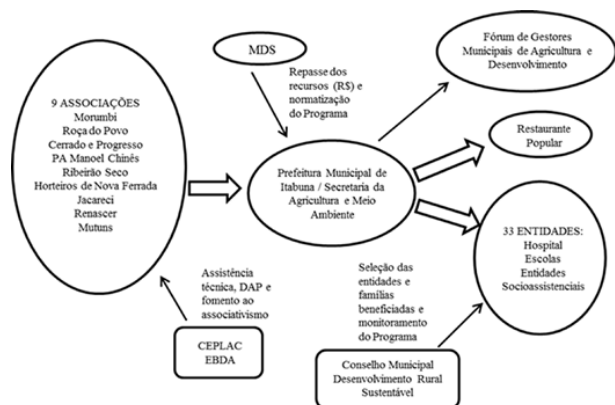 MDS
Repasse dos
recursos (R$) e
normatização
do Programa
Fórum de Gestores
Municipais de Agricultura e
Desenvolvimento
9 ASSOCIAÇÕES
Morumbi
Roça do Povo
Cerrado e Progresso
PA Manoel Chinês
Ribeirão Seco
Horteiros de Nova Ferrada
Jacareci
Renascer
Mutuns
Prefeitura Municipal de
Itabuna / Secretaria da
Agricultura e Meio
Ambiente
Restaurante
Popular
33 ENTIDADES:
Hospital
Escolas
Entidades
Socioassistenciais
Assistência
técnica, DAP e
fomento ao
associativismo
CEPLAC
EBDA
Seleção das
entidades e
famílias
beneficiadas e
monitoramento
do Programa
Conselho Municipal
Desenvolvimento Rural
Sustentável